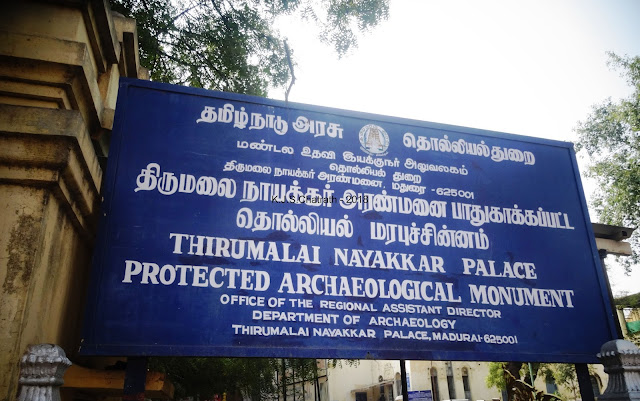 தமிழ்நாடு அரசு தொல்லியல்துறை
மண்டல உதவி இயக்குநர் அலுவலகம்
தொல்லியல் துறை
திருமலை நாயக்கர் அரண்மனை, மதுரை - 625001
திருமலை நாயக்கர் அரண்மனை பாதுகாக்கப்பட்ட
தொல்லியல் மரபுச்சின்னம்
THIRUMALAI NAYAKKAR PALACE
PROTECTED ARCHAEOLOGICAL MONUMENT
OFFICE OF THE REGIONAL ASSISTANT DIRECTOR
DEPARTMENT OF ARCHAEOLOGY
THIRUMALAI NAYAKKAR PALACE, MADURAI-625001